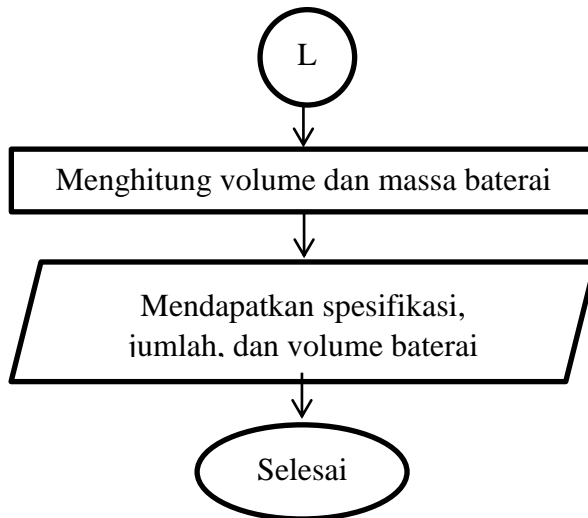 L
Menghitung volume dan massa baterai
Mendapatkan spesifikasi,
jumlah, dan volume baterai
Selesai